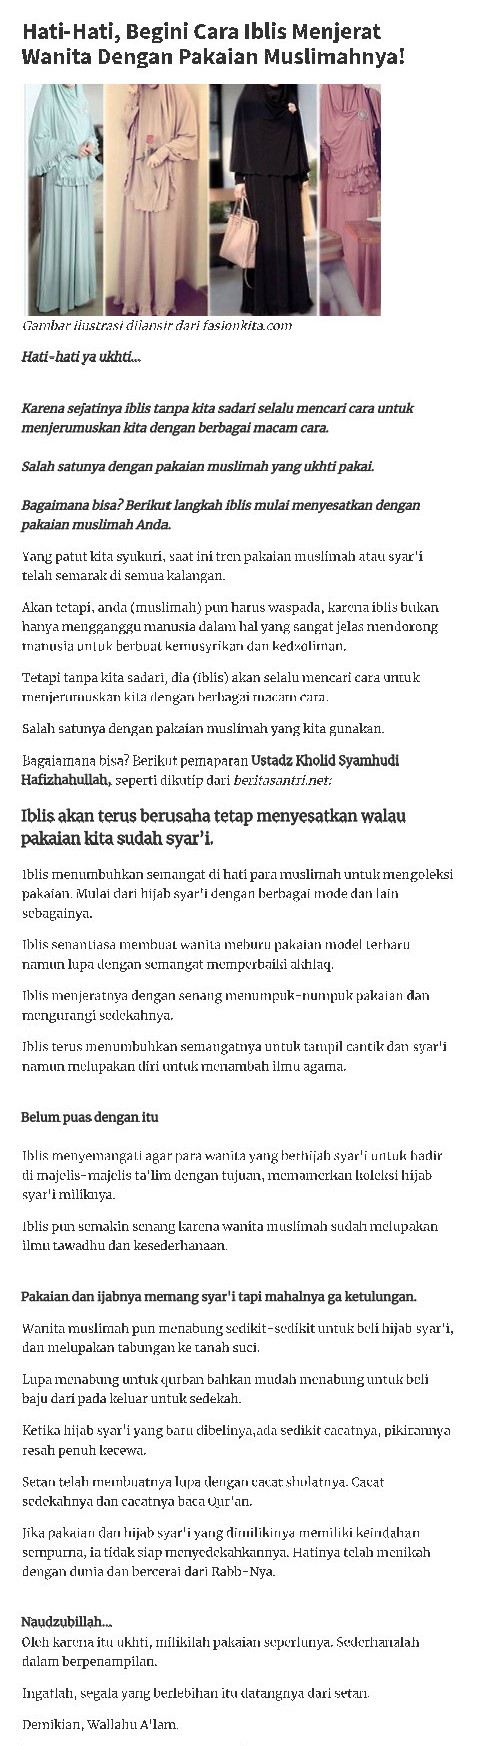 Hati-Hati, Begini Cara Iblis Menjerat
Wanita Dengan Pakaian Muslimahnya!
Gambar ilustrasi dilansir dari fasionkita.com
Hati-hati ya ukhti...
Karena sejatinya iblis tanpa kita sadari selalu mencari cara untuk
menjerumuskan kita dengan berbagai macam cara.
Salah satunya dengan pakaian muslimah yang ukhti pakai.
Bagaimana bisa? Berikut langkah iblis mulai menyesatkan dengan
pakaian muslimah Anda.
Yang patut kita syukuri, saat ini tren pakaian muslimah atau syar'i
telah semarak di semua kalangan.
Akan tetapi, anda (muslimah) pun harus waspada, karena iblis bukan
hanya mengganggu manusia dalam hal yang sangat jelas mendorong
manusia untuk berbuat kemusyrikan dan kedzoliman.
Tetapi tanpa kita sadari, dia (iblis) akan selalu mencari cara untuk
menjerumuskan kita dengan berbagai macam cara.
Salah satunya dengan pakaian muslimah yang kita gunakan.
Bagaiamana bisa? Berikut pemaparan Ustadz Kholid Syamhudi
Hafizhahullah, seperti dikutip dari beritasantri.net:
Iblis akan terus berusaha tetap menyesatkan walau
pakaian kita sudah syar'i.
Iblis menumbuhkan semangat di hati para muslimah untuk mengoleksi
pakaian. Mulai dari hijab syar'i dengan berbagai mode dan lain
sebagainya.
Iblis senantiasa membuat wanita meburu pakaian model terbaru
namun lupa dengan semangat memperbaiki akhlaq.
Iblis menjeratnya dengan senang menumpuk-numpuk pakaian dan
mengurangi sedekahnya.
Iblis terus menumbuhkan semangatnya untuk tampil cantik dan syar'i
namun melupakan diri untuk menambah ilmu agama.
Belum puas dengan itu
Iblis menyemangati agar para wanita yang berhijab syar'i untuk hadir
di majelis-majelis ta'lim dengan tujuan, memamerkan koleksi hijab
syar'i miliknya.
Iblis pun semakin senang karena wanita muslimah sudah melupakan
ilmu tawadhu dan kesederhanaan.
Pakaian dan ijabnya memang syar'i tapi mahalnya ga ketulungan.
Wanita muslimah pun menabung sedikit-sedikit untuk beli hijab syar'i,
dan melupakan tabungan ke tanah suci.
Lupa menabung untuk qurban bahkan mudah menabung untuk beli
baju dari pada keluar untuk sedekah.
Ketika hijab syar'i yang baru dibelinya,ada sedikit cacatnya, pikirannya
resah penuh kecewa.
Setan telah membuatnya lupa dengan cacat sholatnya. Cacat
sedekahnya dan cacatnya baca Qur'an.
Jika pakaian dan hijab syar'i yang dimilikinya memiliki keindahan
sempurna, ia tidak siap menyedekahkannya. Hatinya telah menikah
dengan dunia dan bercerai dari Rabb-Nya.
Naudzubillah...
Oleh karena itu ukhti, milikilah pakaian seperlunya. Sederhanalah
dalam berpenampilan.
Ingatlah, segala yang berlebihan itu datangnya dari setan.
Demikian, Wallahu A'lam.